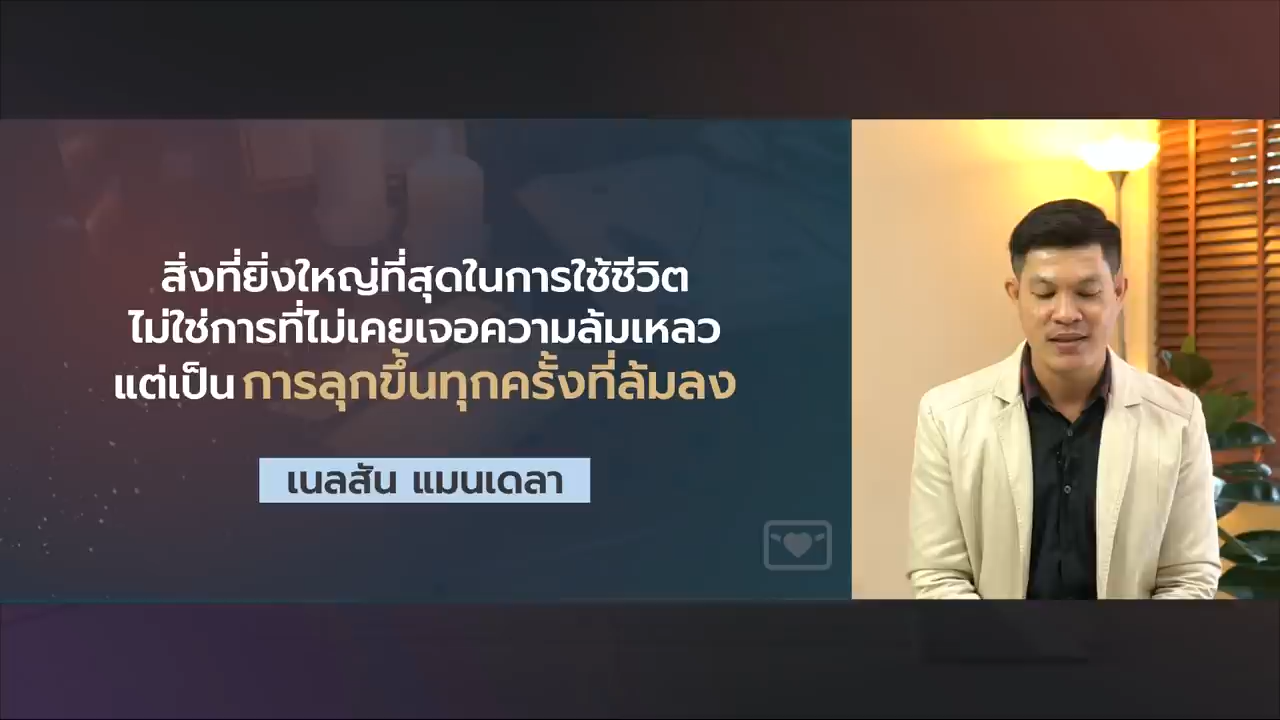 สิ่งที่ยิ่งใหญ่ที่สุดในการใช้ชีวิต
ไม่ใช่การที่ไม่เคยเจอความล้มเหลว
แต่เป็น การลุกขึ้นทุกครั้งที่ล้มลง
เนลสัน แมนเดลา